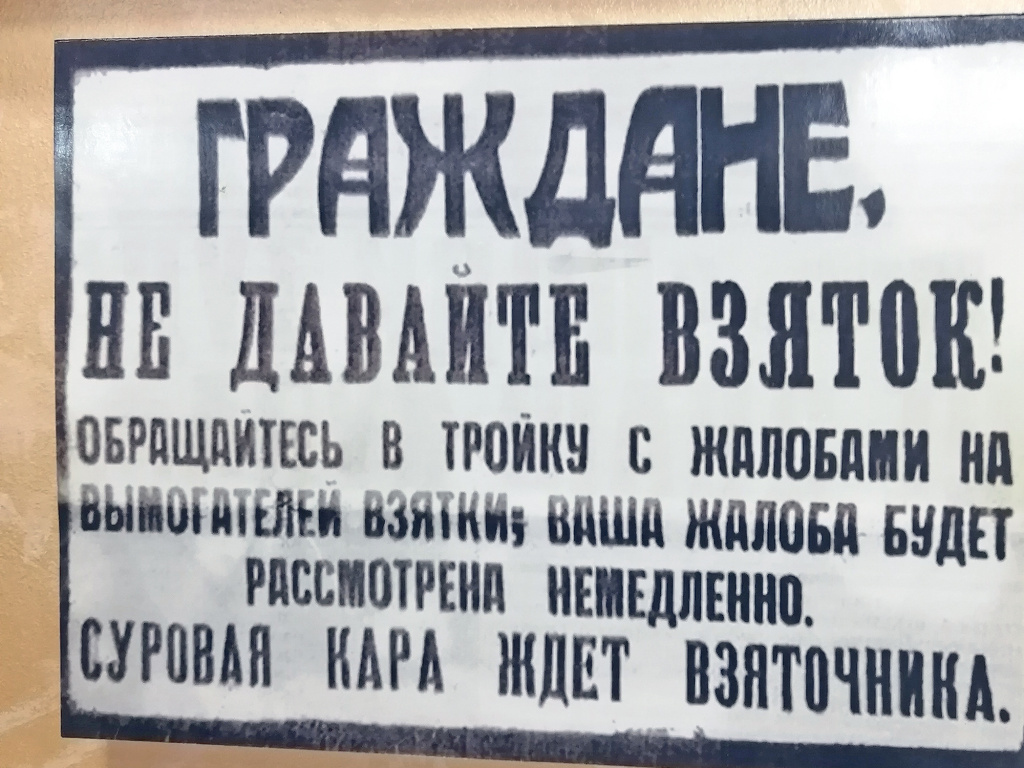 ГРАЖДАНЕ,
НЕ ДАВАЙТЕ ВЗЯТОК!
ОБРАЩАЙТЕСЬ В ТРОЙКУ С ЖАЛОБАМИ НА
ВЫМОГАТЕЛЕЙ ВЗЯТКИ; ВАША ЖАЛОБА БУДЕТ
РАССМОТРЕНА НЕМЕДЛЕННО.
СУРОВАЯ КАРА ЖДЕТ ВЗЯТОЧНИКА.